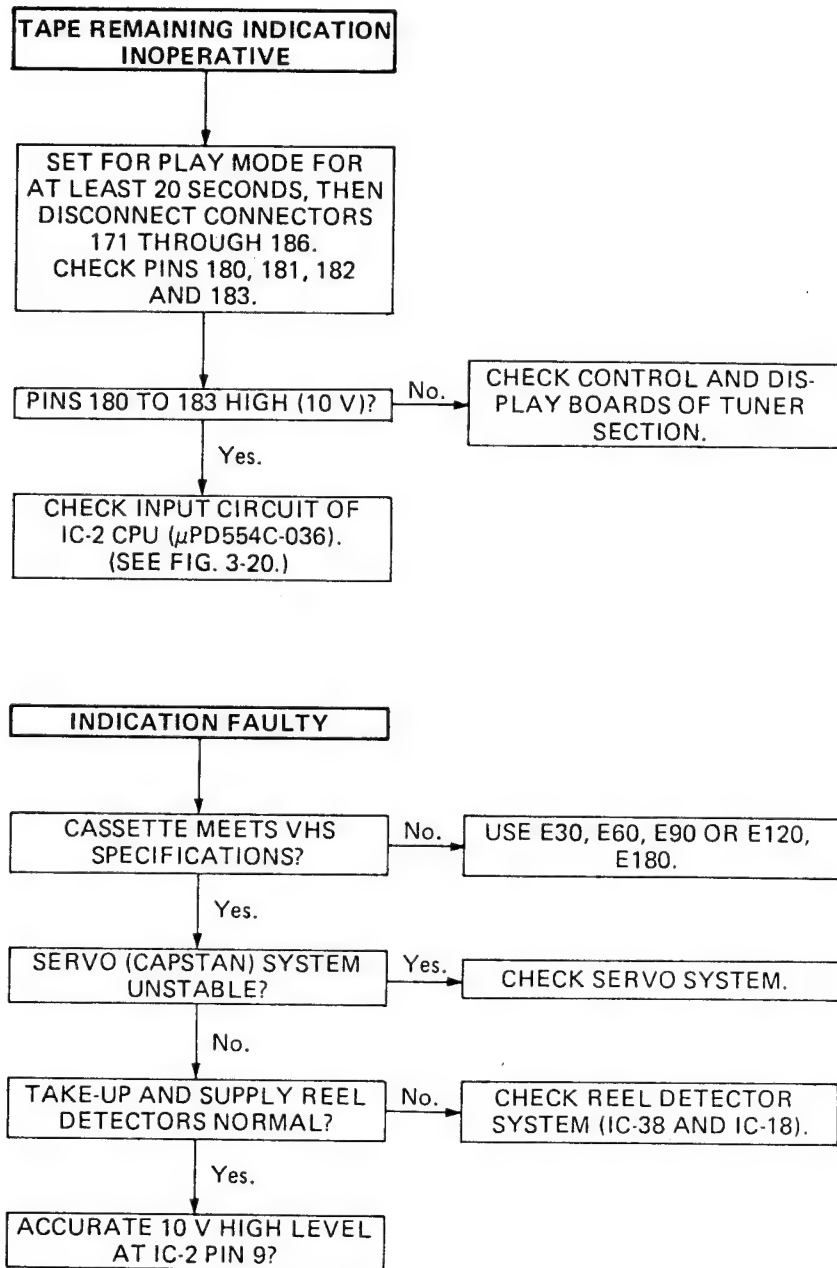 TAPE REMAINING INDICATION
INOPERATIVE
SET FOR PLAY MODE FOR
AT LEAST 20 SECONDS, THEN
DISCONNECT CONNECTORS
171 THROUGH 186.
CHECK PINS 180, 181, 182
AND 183.
PINS 180 TO 183 HIGH (10 V)?
No.
CHECK CONTROL AND DIS-
PLAY BOARDS OF TUNER
SECTION.
Yes.
CHECK INPUT CIRCUIT OF
IC-2 CPU (μPD554C-036).
(SEE FIG. 3-20.)
INDICATION FAULTY
CASSETTE MEETS VHS
SPECIFICATIONS?
No.
USE E30, E60, E90 OR E120,
E180.
Yes.
SERVO (CAPSTAN) SYSTEM
UNSTABLE?
Yes.
CHECK SERVO SYSTEM.
No.
TAKE-UP AND SUPPLY REEL
DETECTORS NORMAL?
No.
CHECK REEL DETECTOR
SYSTEM (IC-38 AND IC-18).
Yes.
ACCURATE 10 V HIGH LEVEL
AT IC-2 PIN 9?